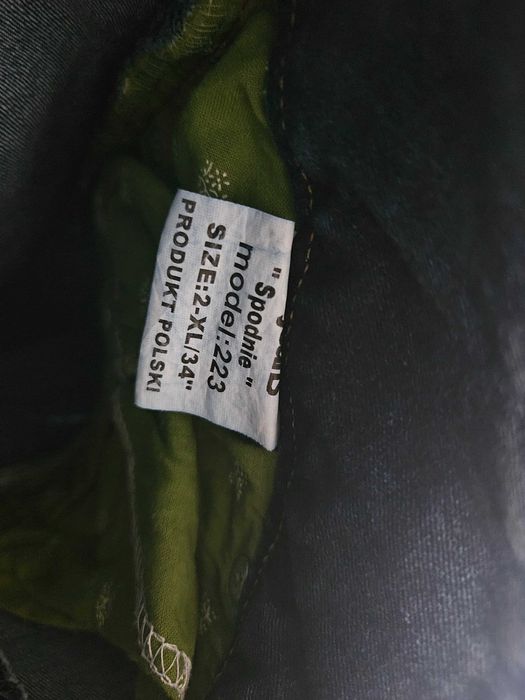 "Spodnie"
model:223
SIZE:2-XL/34"
PRODUKT POLSKI